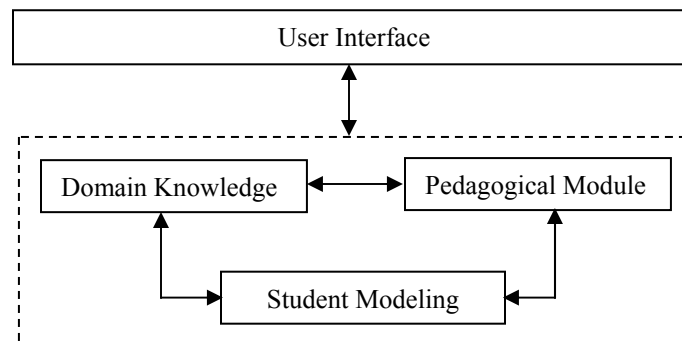 User Interface
Domain Knowledge
Pedagogical Module
Student Modeling